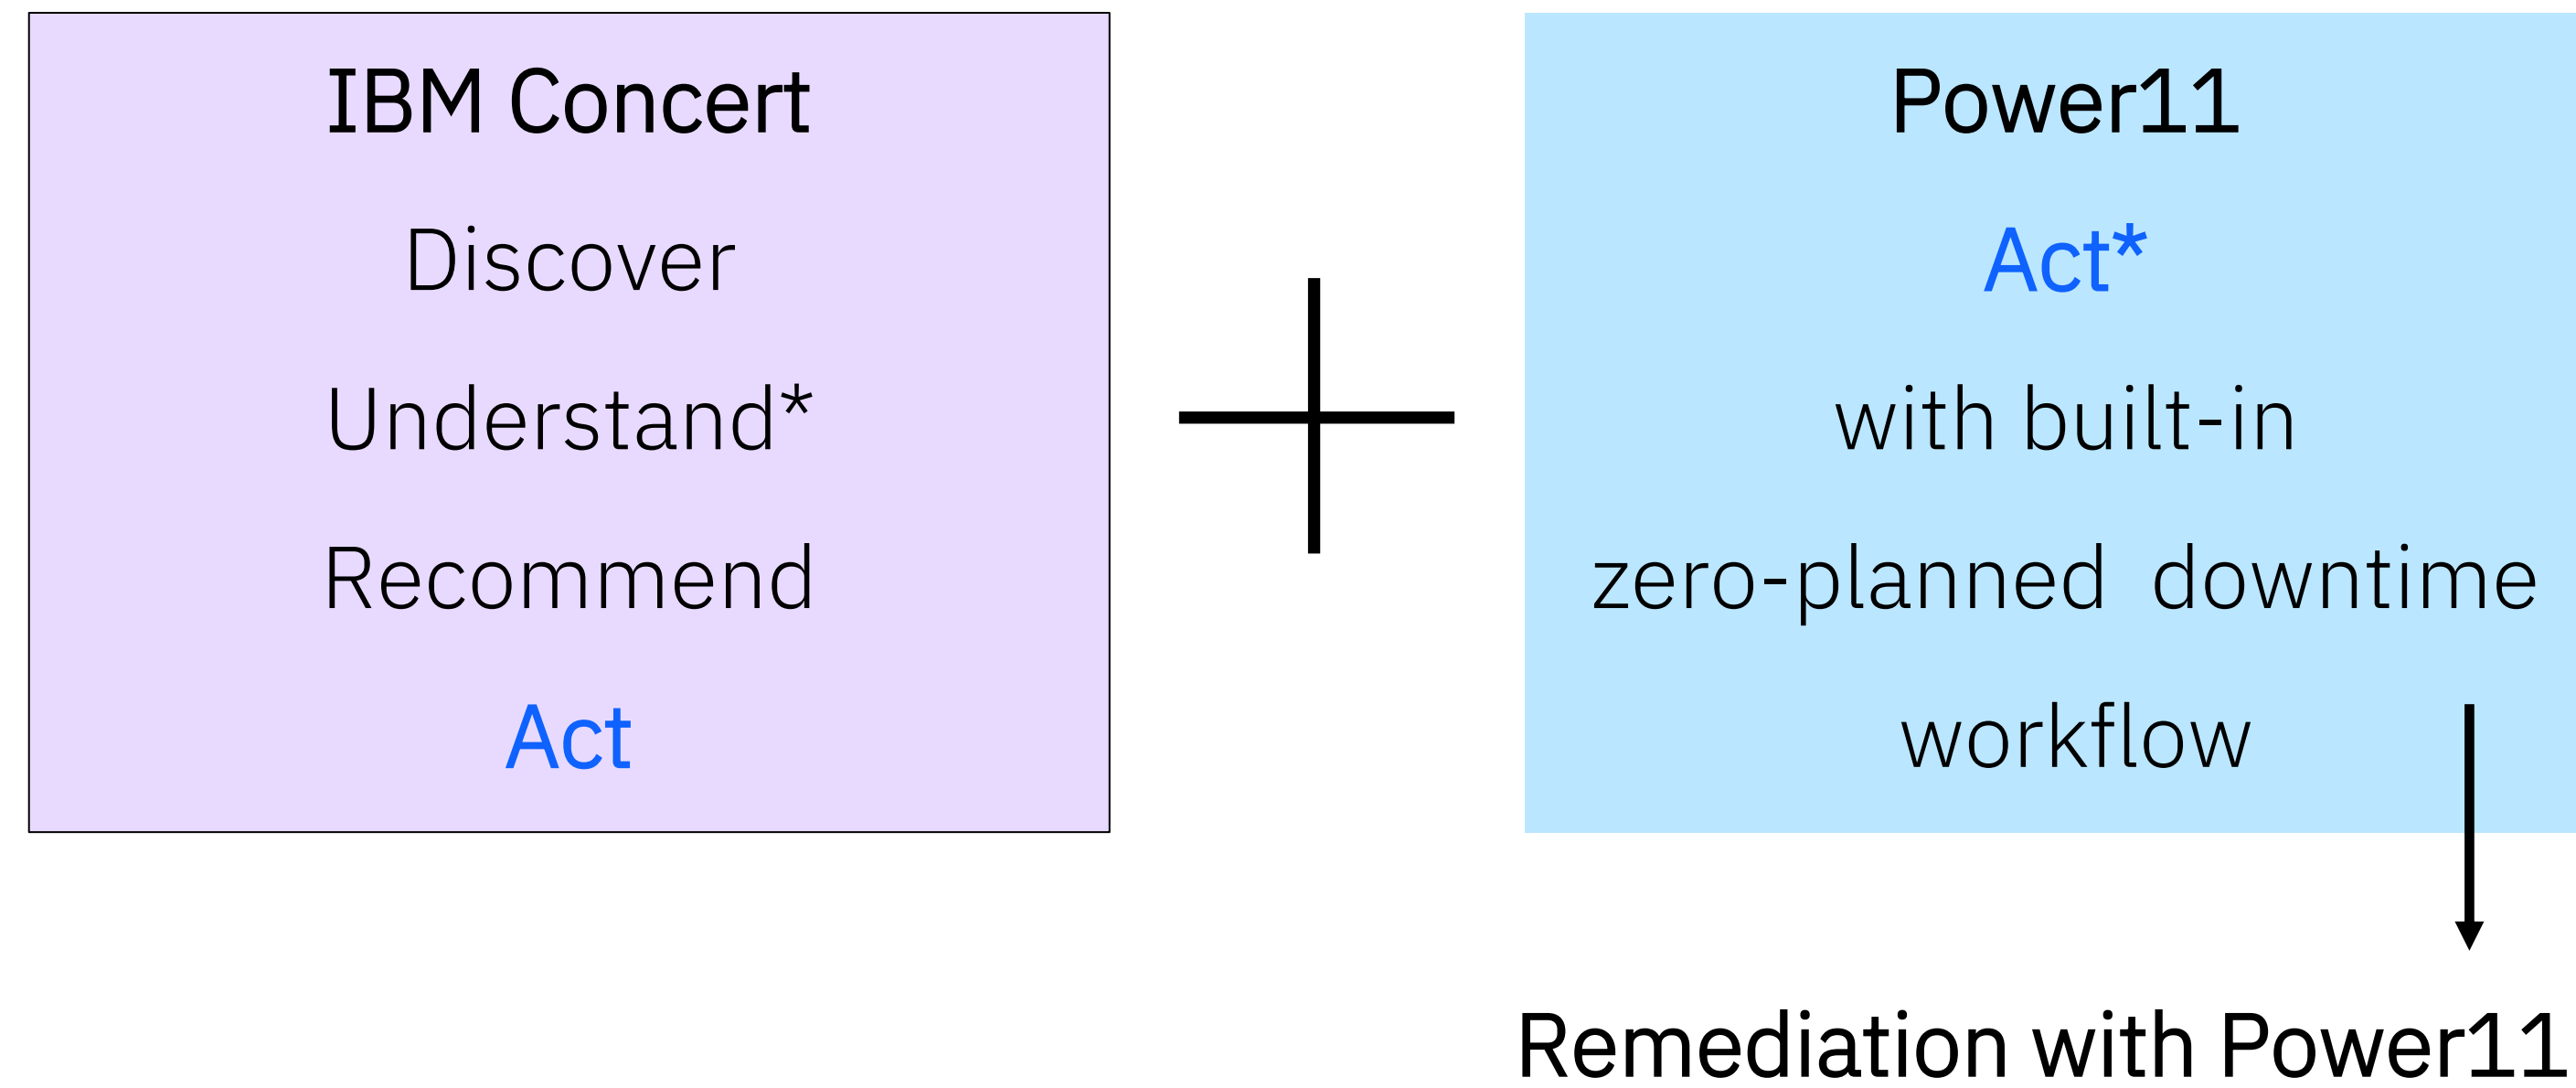 IBM Concert
Discover
Understand*
Recommend
Act
Power11
Act*
with built-in
zero-planned  downtime
workflow
Remediation with Power11